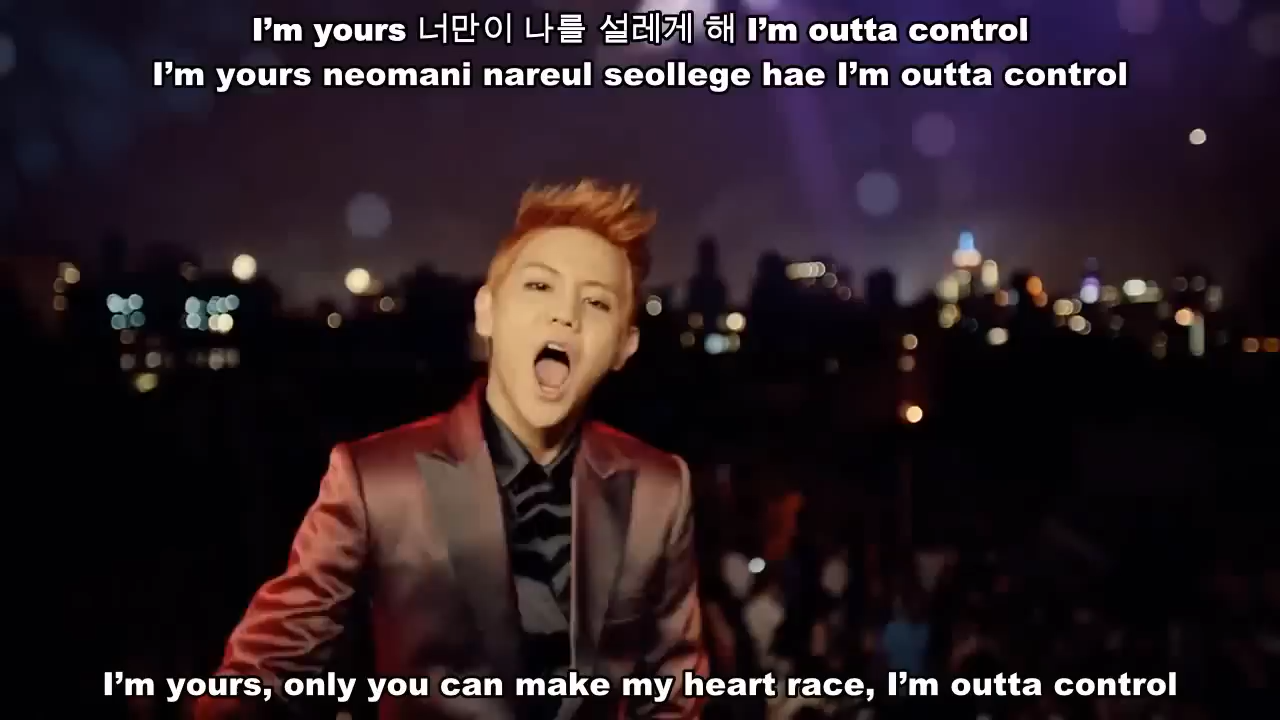 I’m yours 너만이 나를 설레게 해 I’m outta control
I’m yours neomani nareul seollege hae I’m outta control
I’m yours, only you can make my heart race, I’m outta control